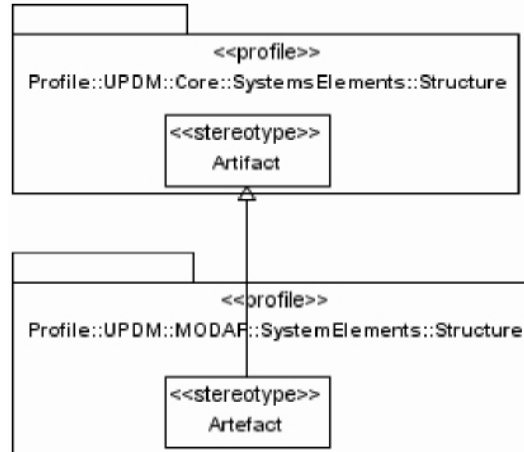 <<profile>>
Profile::UPDM::Core::SystemsElements::Structure
<<stereotype>>
Artifact
<<profile>>
Profile::UPDM::MODAF::SystemElements::Structure
<<stereotype>>
Artefact